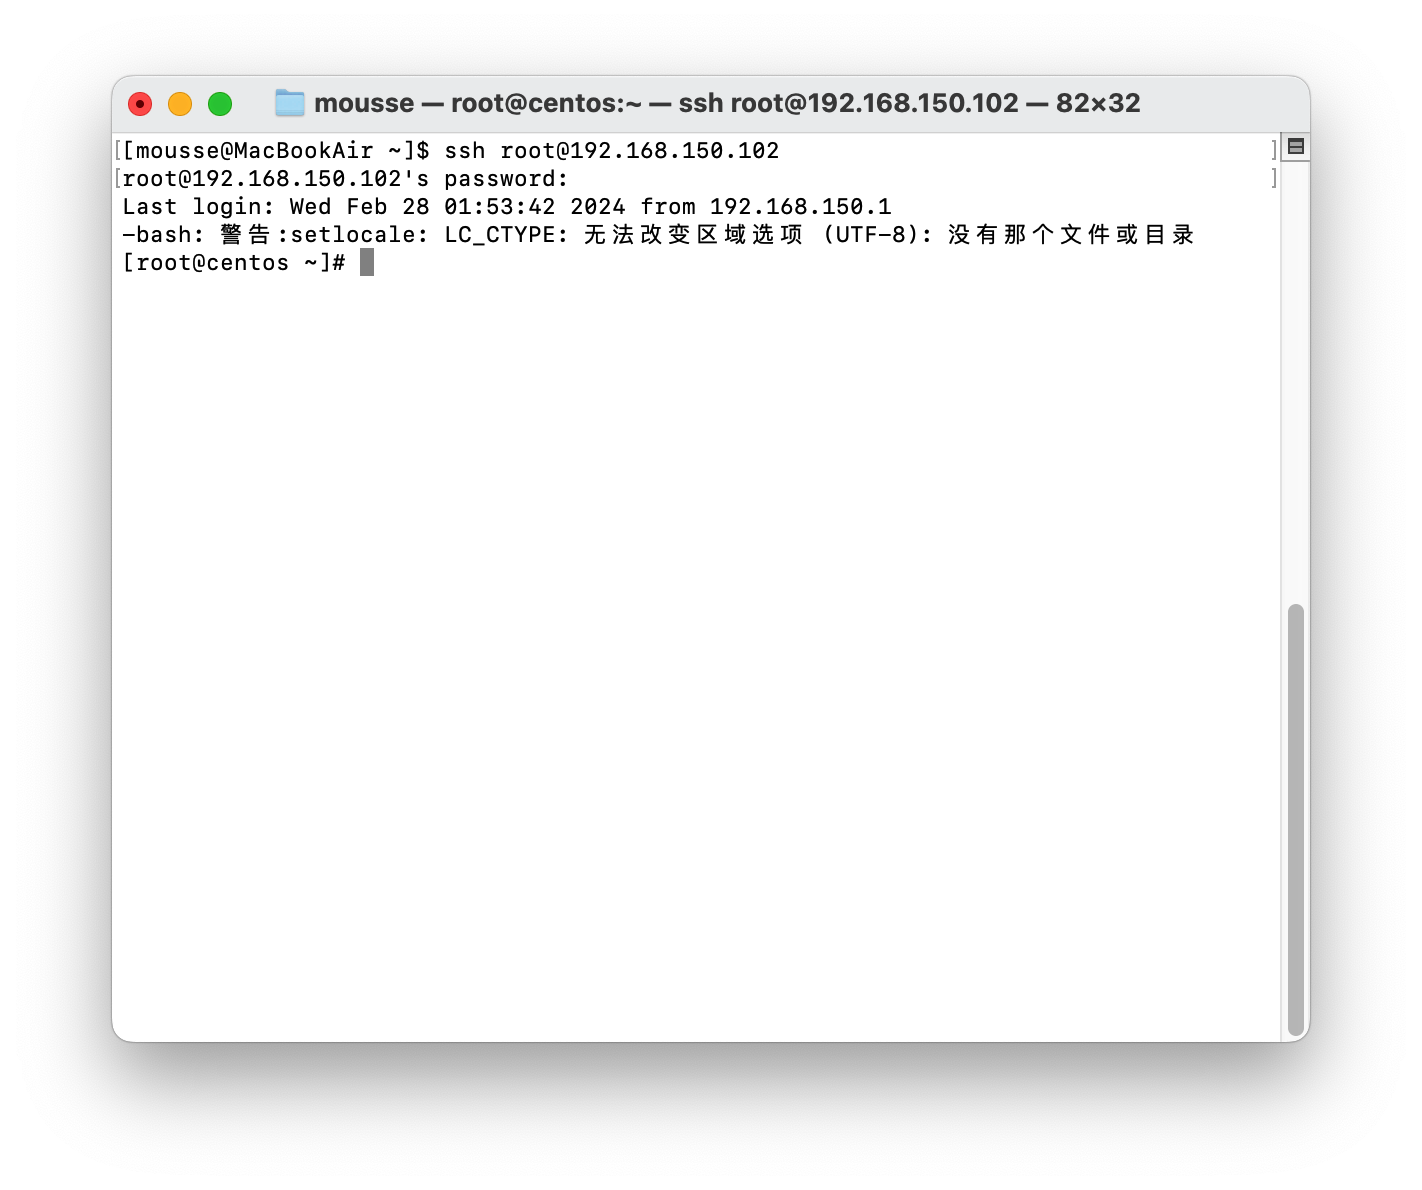 mousse — root@centos:~ — ssh root@192.168.150.102 — 82×32
[[mousse@MacBookAir ~]$ ssh root@192.168.150.102 ]
[root@192.168.150.102's password: ]
Last login: Wed Feb 28 01:53:42 2024 from 192.168.150.1
-bash: 警告:setlocale: LC_CTYPE: 无法改变区域选项 (UTF-8): 没有那个文件或目录
[root@centos ~]#